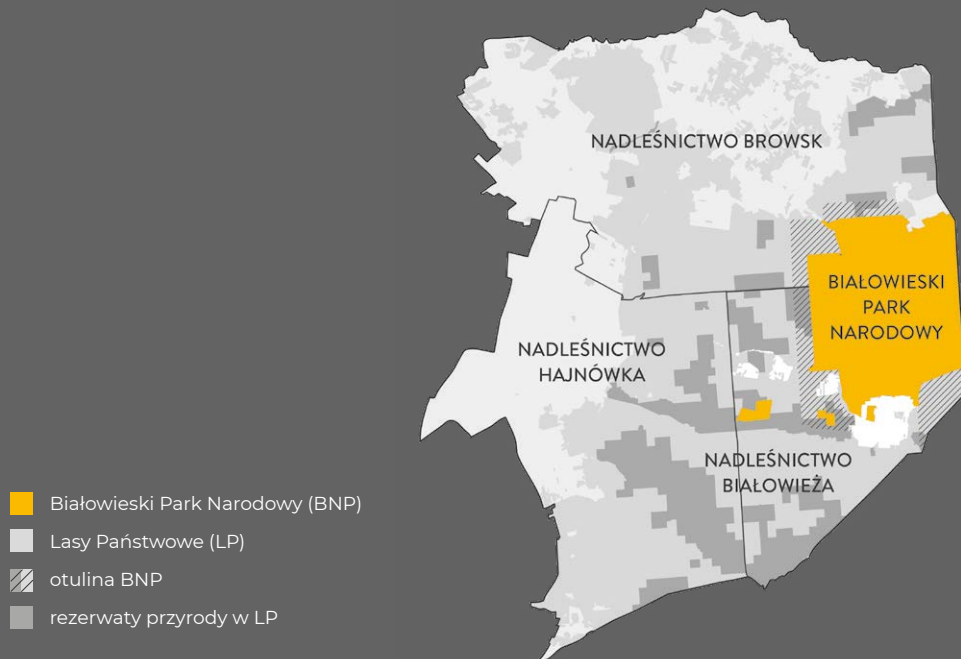 NADLEŚNICTWO BROWSK
BIAŁOWIESKI
PARK
NARODOWY
NADLEŚNICTWO
HAJNÓWKA
NADLEŚNICTWO
BIAŁOWIEŻA
Białowieski Park Narodowy (BNP)
Lasy Państwowe (LP)
otulina BNP
rezerwaty przyrody w LP